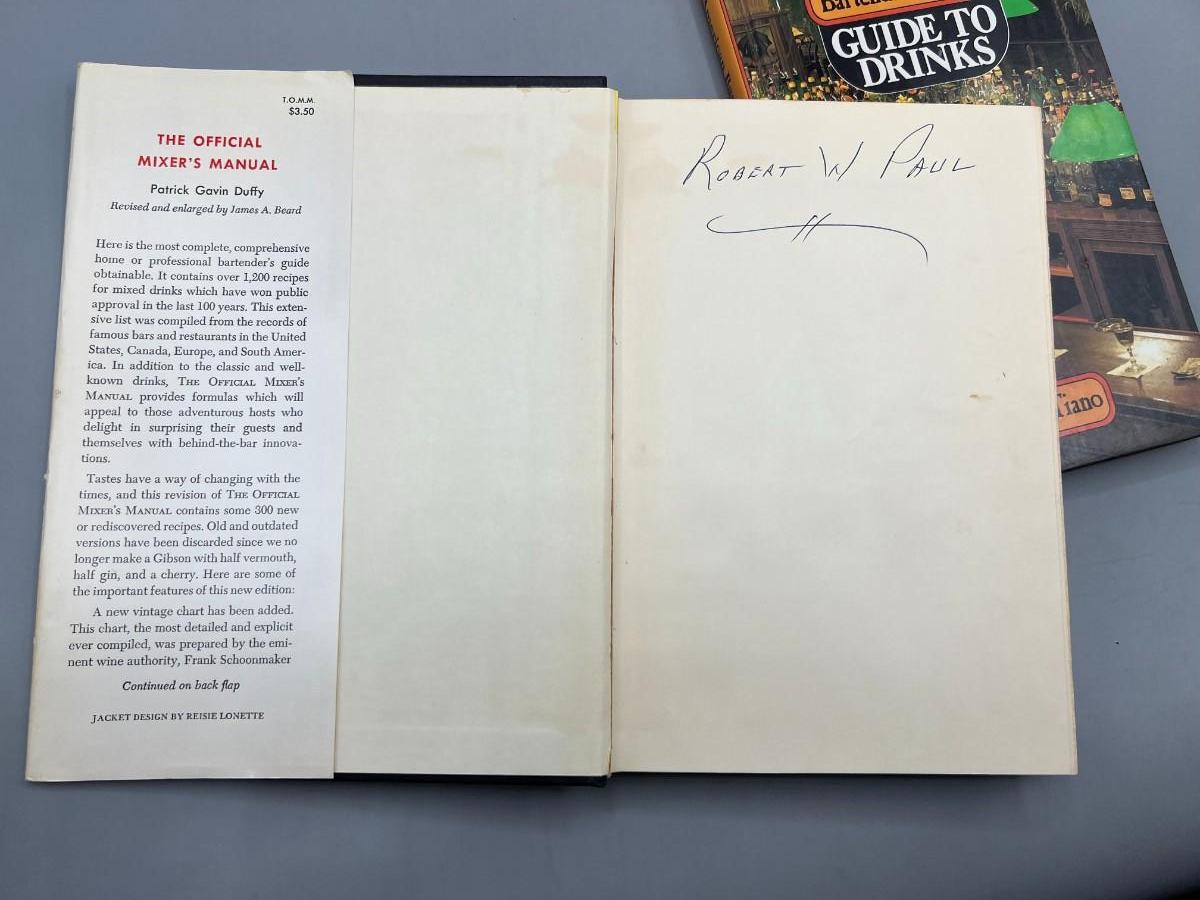 T.O.M.M.
$3.50
THE OFFICIAL
MIXER'S MANUAL
Patrick Gavin Duffy
Revised and enlarged by James A. Beard
Here is the most complete, comprehensive
home or professional bartender's guide
obtainable. It contains over 1,200 recipes
for mixed drinks which have won public
approval in the last 100 years. This exten-
sive list was compiled from the records of
famous bars and restaurants in the United
States, Canada, Europe, and South Amer-
ica. In addition to the classic and well-
known drinks, THE OFFICIAL MIXER'S
MANUAL provides formulas which will
appeal to those adventurous hosts who
delight in surprising their guests and
themselves with behind-the-bar innova-
tions.
Tastes have a way of changing with the
times, and this revision of THE OFFICIAL
MIXER'S MANUAL contains some 300 new
or rediscovered recipes. Old and outdated
versions have been discarded since we no
longer make a Gibson with half vermouth,
half gin, and a cherry. Here are some of
the important features of this new edition:
A new vintage chart has been added.
This chart, the most detailed and explicit
ever compiled, was prepared by the emi-
nent wine authority, Frank Schoonmaker
Continued on back flap
JACKET DESIGN BY REISIE LONETTE
ROBERT W PAUL
GUIDE TO
DRINKS
Tiano